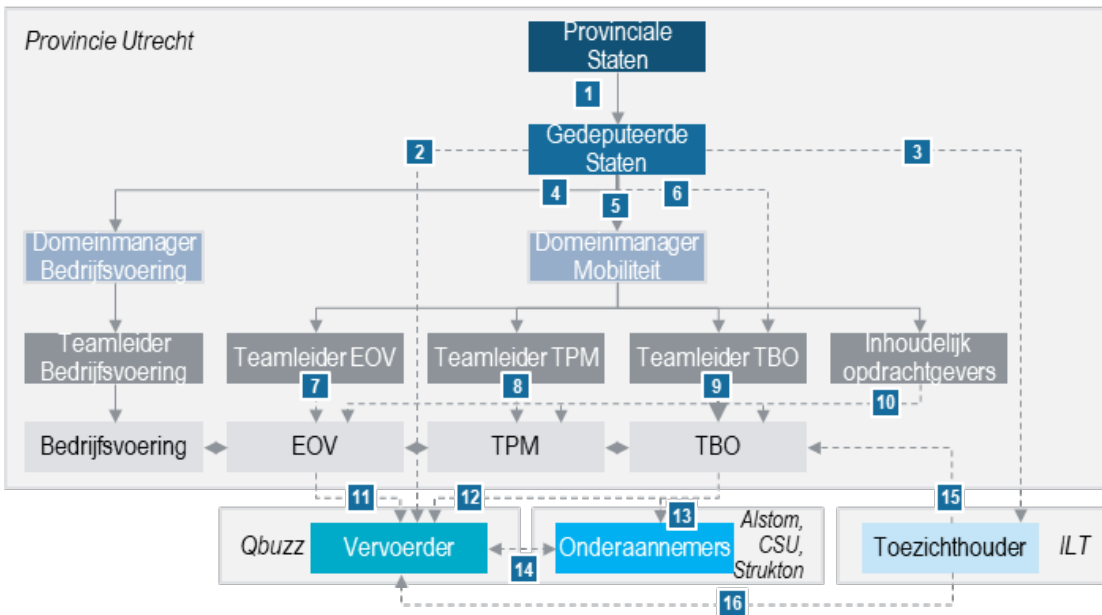 Provincie Utrecht
Provinciale
Staten
1
Gedeputeerde
Staten
2
3
4
5
6
Domeinmanager
Bedrijfsvoering
Domeinmanager
Mobiliteit
Teamleider
Bedrijfsvoering
Teamleider EOV
Teamleider TPM
Teamleider TBO
Inhoudelijk
opdrachtgevers
7
8
9
10
Bedrijfsvoering
EOV
TPM
TBO
11
12
13
15
Qbuzz
Vervoerder
14
Onderaannemers
Alstom,
CSU,
Strukton
Toezichthouder
ILT
16